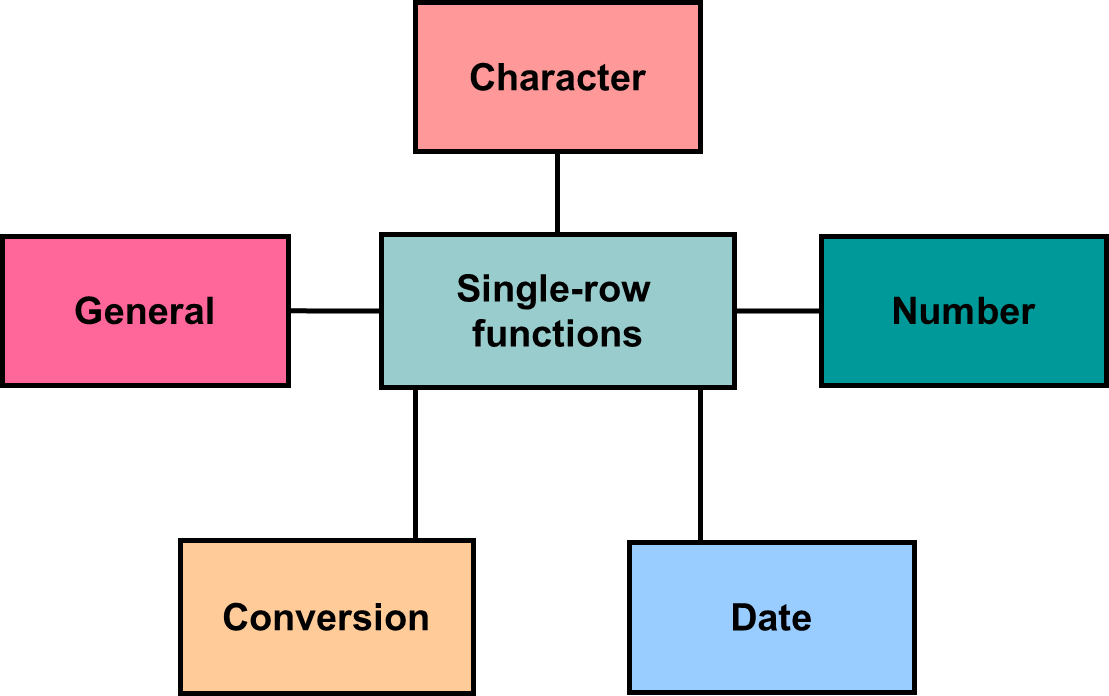 Character
General
Single-row
functions
Number
Conversion
Date